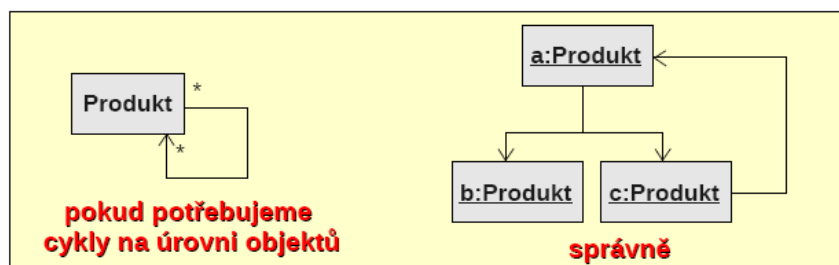 Produkt
*
*
pokud potřebujeme
cykly na úrovni objektů
a:Produkt
b:Produkt
c:Produkt
správně